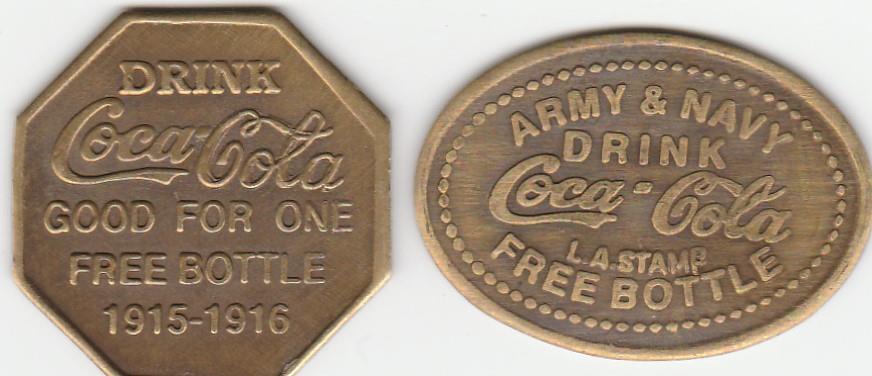 DRINK
Coca-Cola
GOOD FOR ONE
FREE BOTTLE
1915-1916
ARMY & NAVY
DRINK
Coca-Cola
L.A.STAMP
FREE BOTTLE